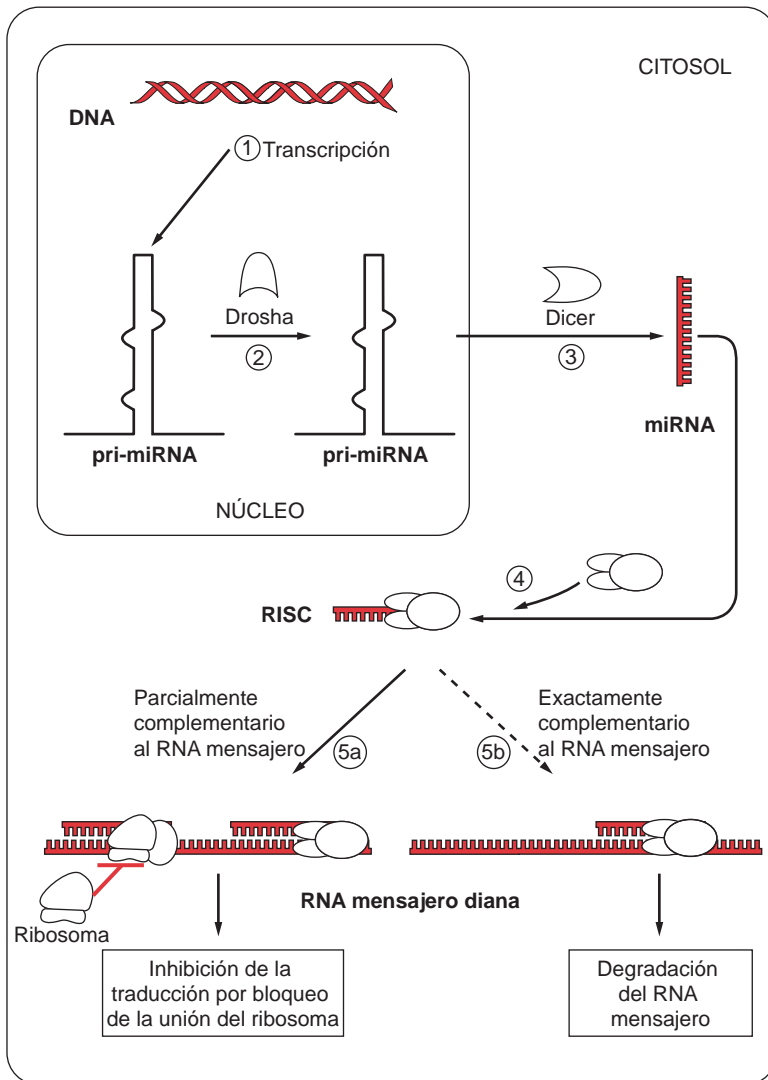 CITOSOL
DNA
1 Transcripción
Drosha
2
Dicer
3
pri-miRNA
pri-miRNA
miRNA
NÚCLEO
4
RISC
Parcialmente
complementario
al RNA mensajero
5a
Exactamente
complementario
al RNA mensajero
5b
RNA mensajero diana
Ribosoma
Inhibición de la
traducción por bloqueo
de la unión del ribosoma
Degradación
del RNA
mensajero